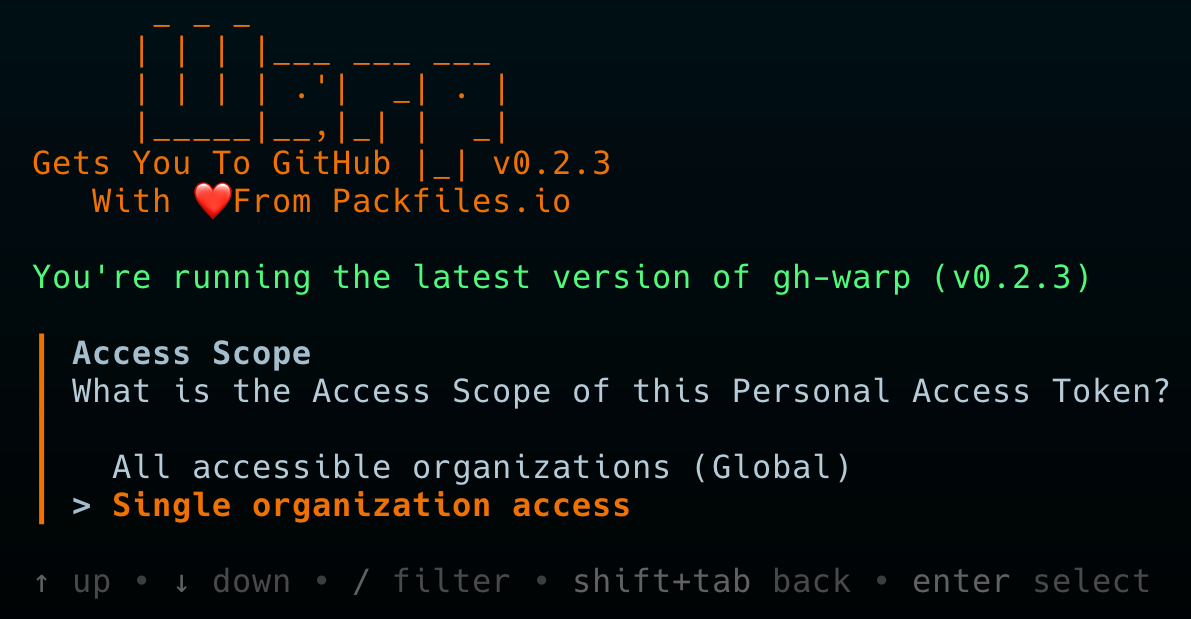 _ _ _
    | | | |___ ___ ___
    | | | | .'|  _| . |
    |_____|__,|_| |  _|
Gets You To GitHub |_| v0.2.3
With ❤️From Packfiles.io
You're running the latest version of gh-warp (v0.2.3)
Access Scope
What is the Access Scope of this Personal Access Token?
All accessible organizations (Global)
> Single organization access
↑ up • ↓ down • / filter • shift+tab back • enter select